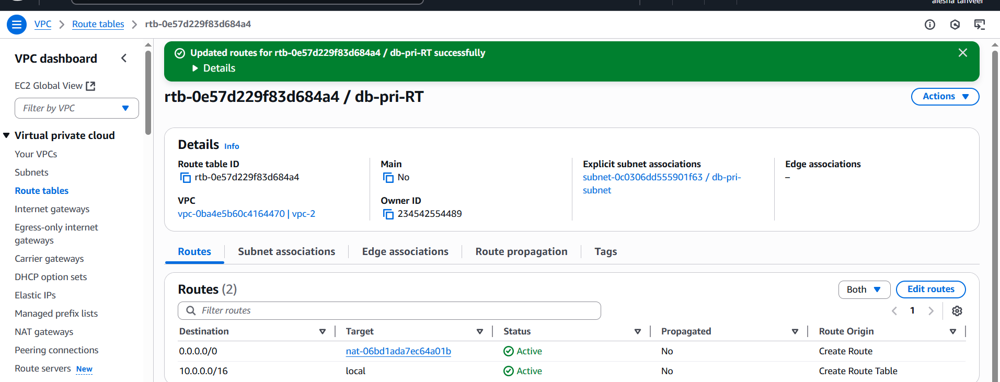 alesha tanveer
VPC > Route tables > rtb-0e57d229f83d684a4
VPC dashboard
EC2 Global View
Filter by VPC
Virtual private cloud
Your VPCs
Subnets
Route tables
Internet gateways
Egress-only internet
gateways
Carrier gateways
DHCP option sets
Elastic IPs
Managed prefix lists
NAT gateways
Peering connections
Route servers New
Updated routes for rtb-0e57d229f83d684a4 / db-pri-RT successfully
Details
rtb-0e57d229f83d684a4 / db-pri-RT
Actions
Details Info
Route table ID
rtb-0e57d229f83d684a4
Main
No
Explicit subnet associations
subnet-0c0306dd555901f63 / db-pri-
subnet
Edge associations
–
VPC
vpc-0ba4e5b60c4164470 | vpc-2
Owner ID
234542554489
Routes Subnet associations Edge associations Route propagation Tags
Routes (2)
Both
Edit routes
Filter routes
1
Destination Target Status Propagated Route Origin
0.0.0.0/0 nat-06bd1ada7ec64a01b Active No Create Route
10.0.0.0/16 local Active No Create Route Table